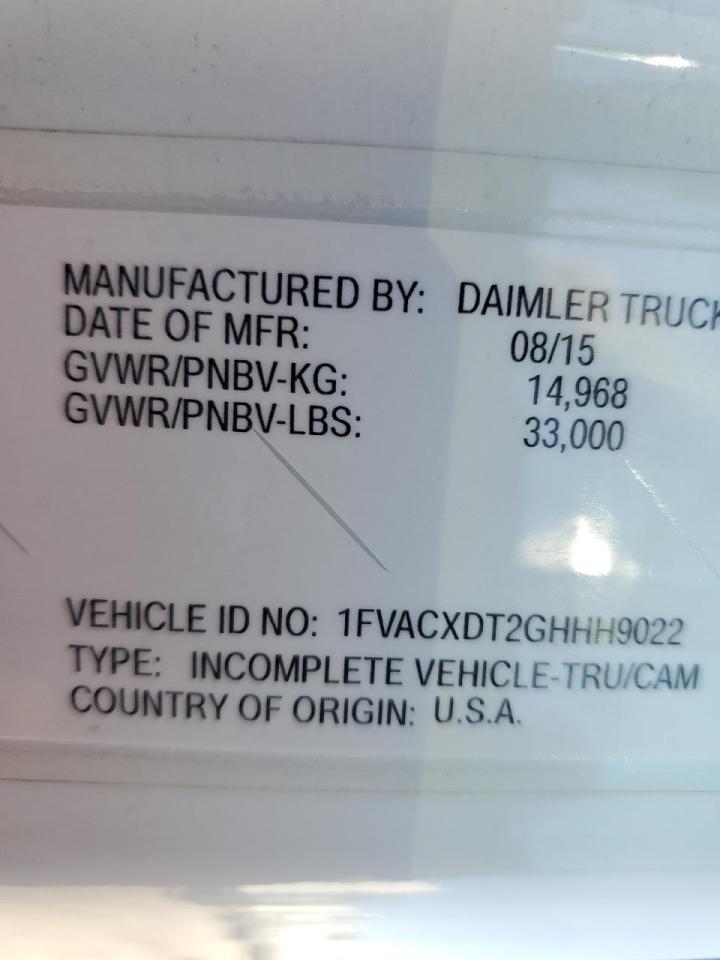 MANUFACTURED BY: DAIMLER TRUCK
DATE OF MFR: 08/15
GVWR/PNBV-KG: 14,968
GVWR/PNBV-LBS: 33,000
VEHICLE ID NO: 1FVACXDT2GHHH9022
TYPE: INCOMPLETE VEHICLE-TRU/CAM
COUNTRY OF ORIGIN: U.S.A.